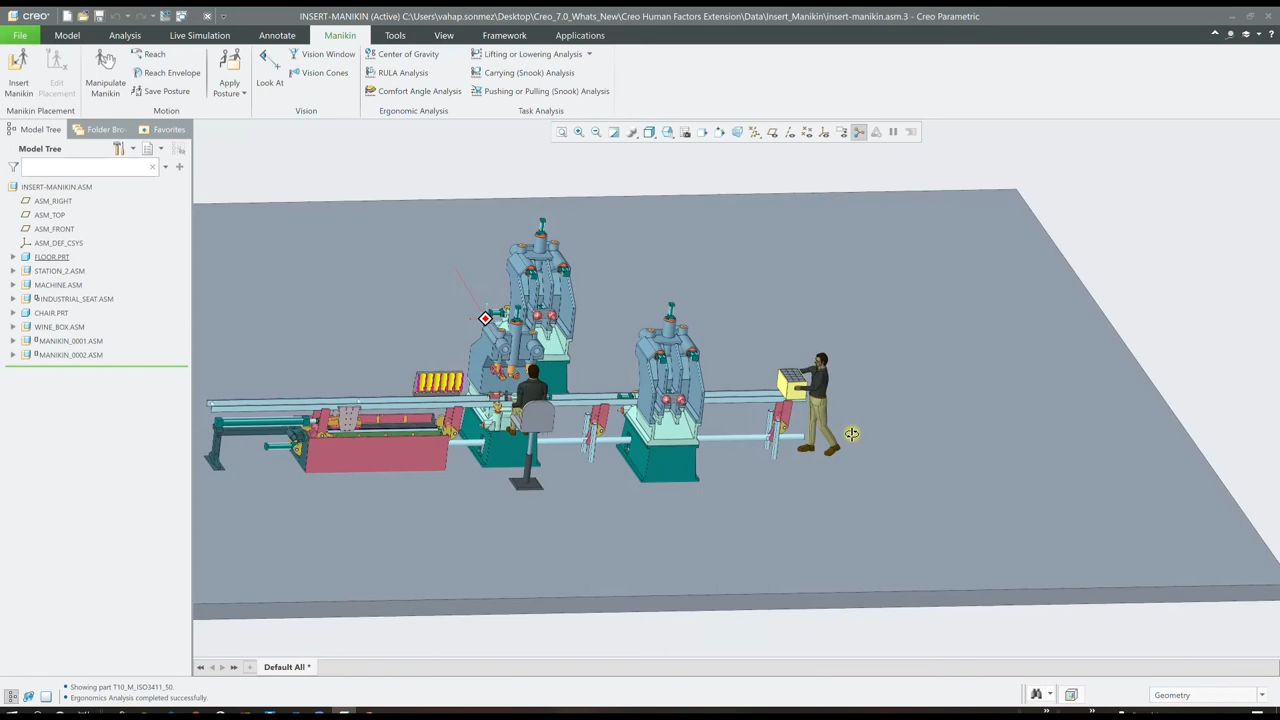 creo
INSERT-MANIKIN (Active) C:\Users\vahap.sonmez\Desktop\Creo_7.0_Whats_New\Creo Human Factors Extension\Data\Insert_Manikin\insert-manikin.asm.3 - Creo Parametric
File Model Analysis Live Simulation Annotate Manikin Tools View Framework Applications
Insert Manikin
Edit Placement
Manikin Placement
Manipulate Manikin
Reach
Reach Envelope
Save Posture
Motion
Apply Posture
Look At
Vision Window
Vision Cones
Vision
Center of Gravity
RULA Analysis
Comfort Angle Analysis
Ergonomic Analysis
Lifting or Lowering Analysis
Carrying (Snook) Analysis
Pushing or Pulling (Snook) Analysis
Task Analysis
Model Tree Folder Bro Favorites
Model Tree
INSERT-MANIKIN.ASM
ASM_RIGHT
ASM_TOP
ASM_FRONT
ASM_DEF_CSYS
FLOOR.PRT
STATION_2.ASM
MACHINE.ASM
INDUSTRIAL_SEAT.ASM
CHAIR.PRT
WINE_BOX.ASM
MANIKIN_0001.ASM
MANIKIN_0002.ASM
Default All *
Showing part T10_M_ISO3411_50.
Ergonomics Analysis completed successfully.
Geometry